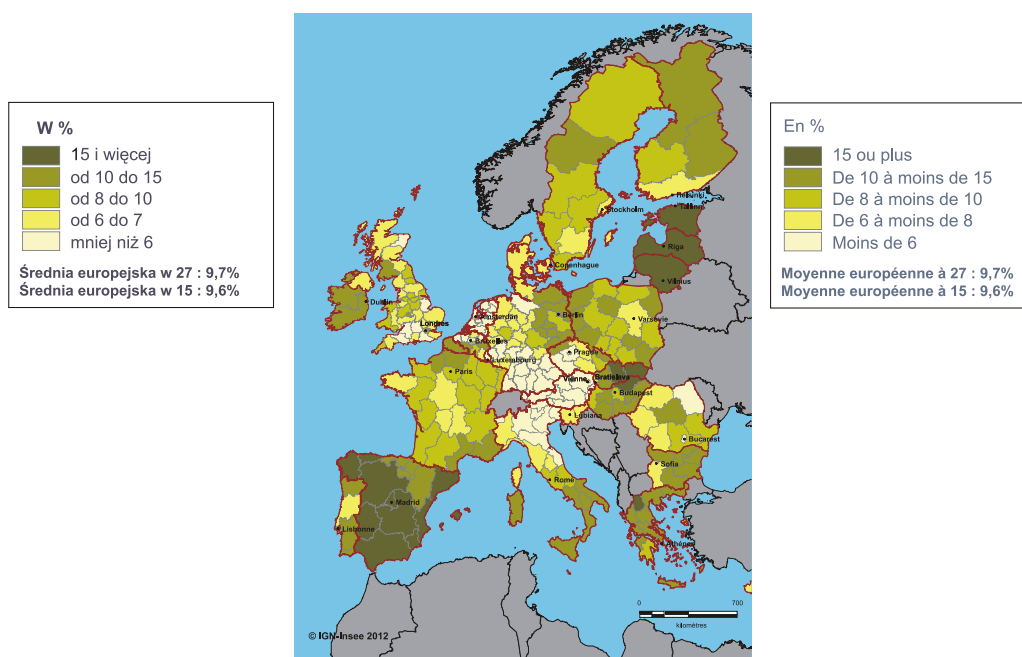 W %
15 i więcej
od 10 do 15
od 8 do 10
od 6 do 7
mniej niż 6
Średnia europejska w 27 : 9,7%
Średnia europejska w 15 : 9,6%
Helsinki
Tallinn
Stockholm
Riga
Copenhague
Vilnius
Dublin
Londres
Amsterdam
Berlin
Varsovie
Bruxelles
Luxembourg
Prague
Paris
Vienne
Bratislava
Budapest
Lubiana
Bucarest
Sofia
Rome
Madrid
Lisbonne
Athènes
0 700
kilomètres
© IGN-Insee 2012
En %
15 ou plus
De 10 à moins de 15
De 8 à moins de 10
De 6 à moins de 8
Moins de 6
Moyenne européenne à 27 : 9,7%
Moyenne européenne à 15 : 9,6%